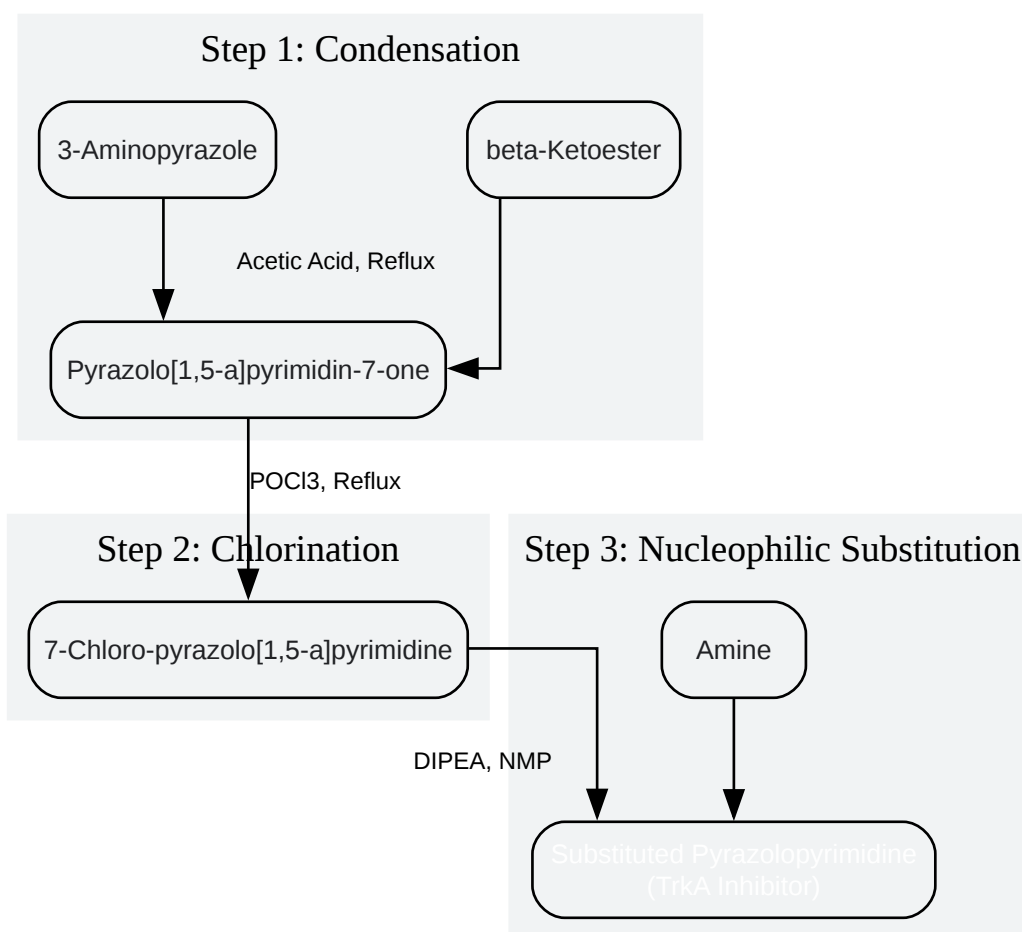 Step 1: Condensation
3-Aminopyrazole
beta-Ketoester
Acetic Acid, Reflux
Pyrazolo[1,5-a]pyrimidin-7-one
POCl3, Reflux
Step 2: Chlorination
Step 3: Nucleophilic Substitution
7-Chloro-pyrazolo[1,5-a]pyrimidine
Amine
DIPEA, NMP
Substituted Pyrazolopyrimidine
(TrkA Inhibitor)